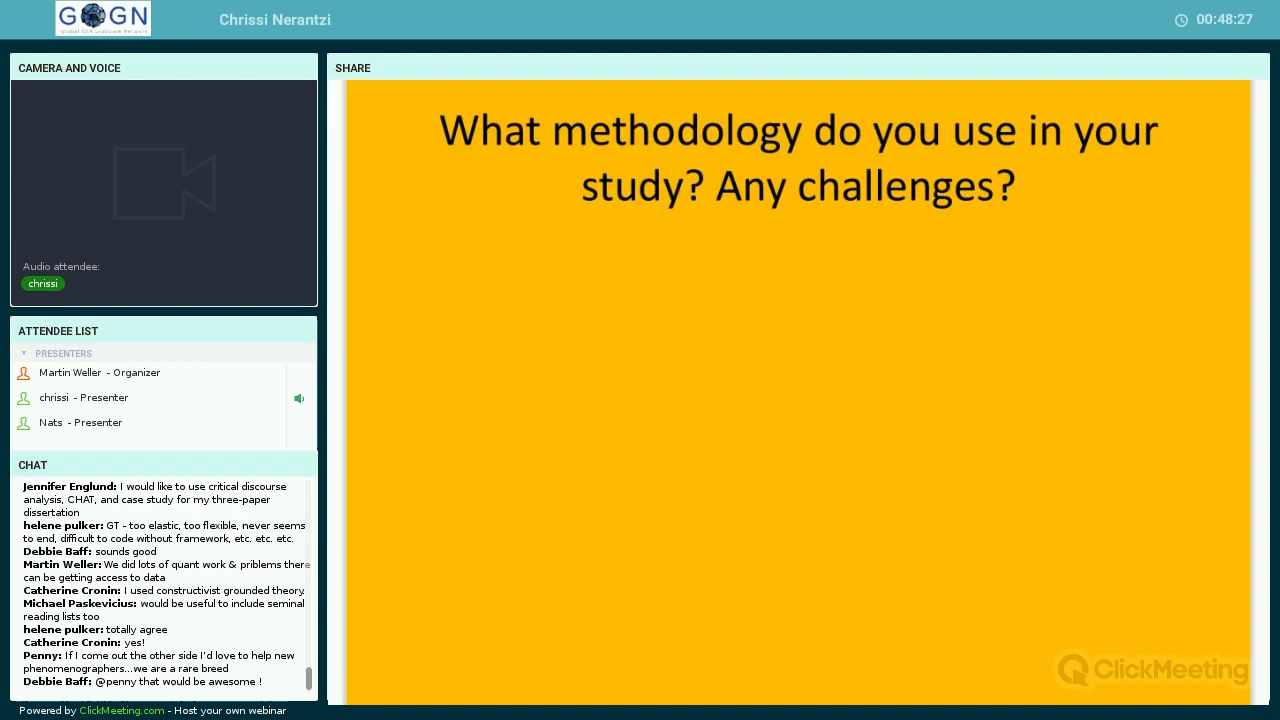 GOGN
Global OER Graduate Network
Chrissi Nerantzi
00:48:27
CAMERA AND VOICE
Audio attendee:
chrissi
ATTENDEE LIST
PRESENTERS
Martin Weller - Organizer
chrissi - Presenter
Nats - Presenter
CHAT
Jennifer Englund: I would like to use critical discourse
analysis, CHAT, and case study for my three-paper
dissertation
helene pulker: GT - too elastic, too flexible, never seems
to end, difficult to code without framework, etc. etc. etc.
Debbie Baff: sounds good
Martin Weller: We did lots of quant work & priblems there
can be getting access to data
Catherine Cronin: I used constructivist grounded theory.
Michael Paskevicius: would be useful to include seminal
reading lists too
helene pulker: totally agree
Catherine Cronin: yes!
Penny: If I come out the other side I'd love to help new
phenomenographers...we are a rare breed
Debbie Baff: @penny that would be awesome !
Powered by ClickMeeting.com - Host your own webinar
SHARE
What methodology do you use in your
study? Any challenges?
ClickMeeting